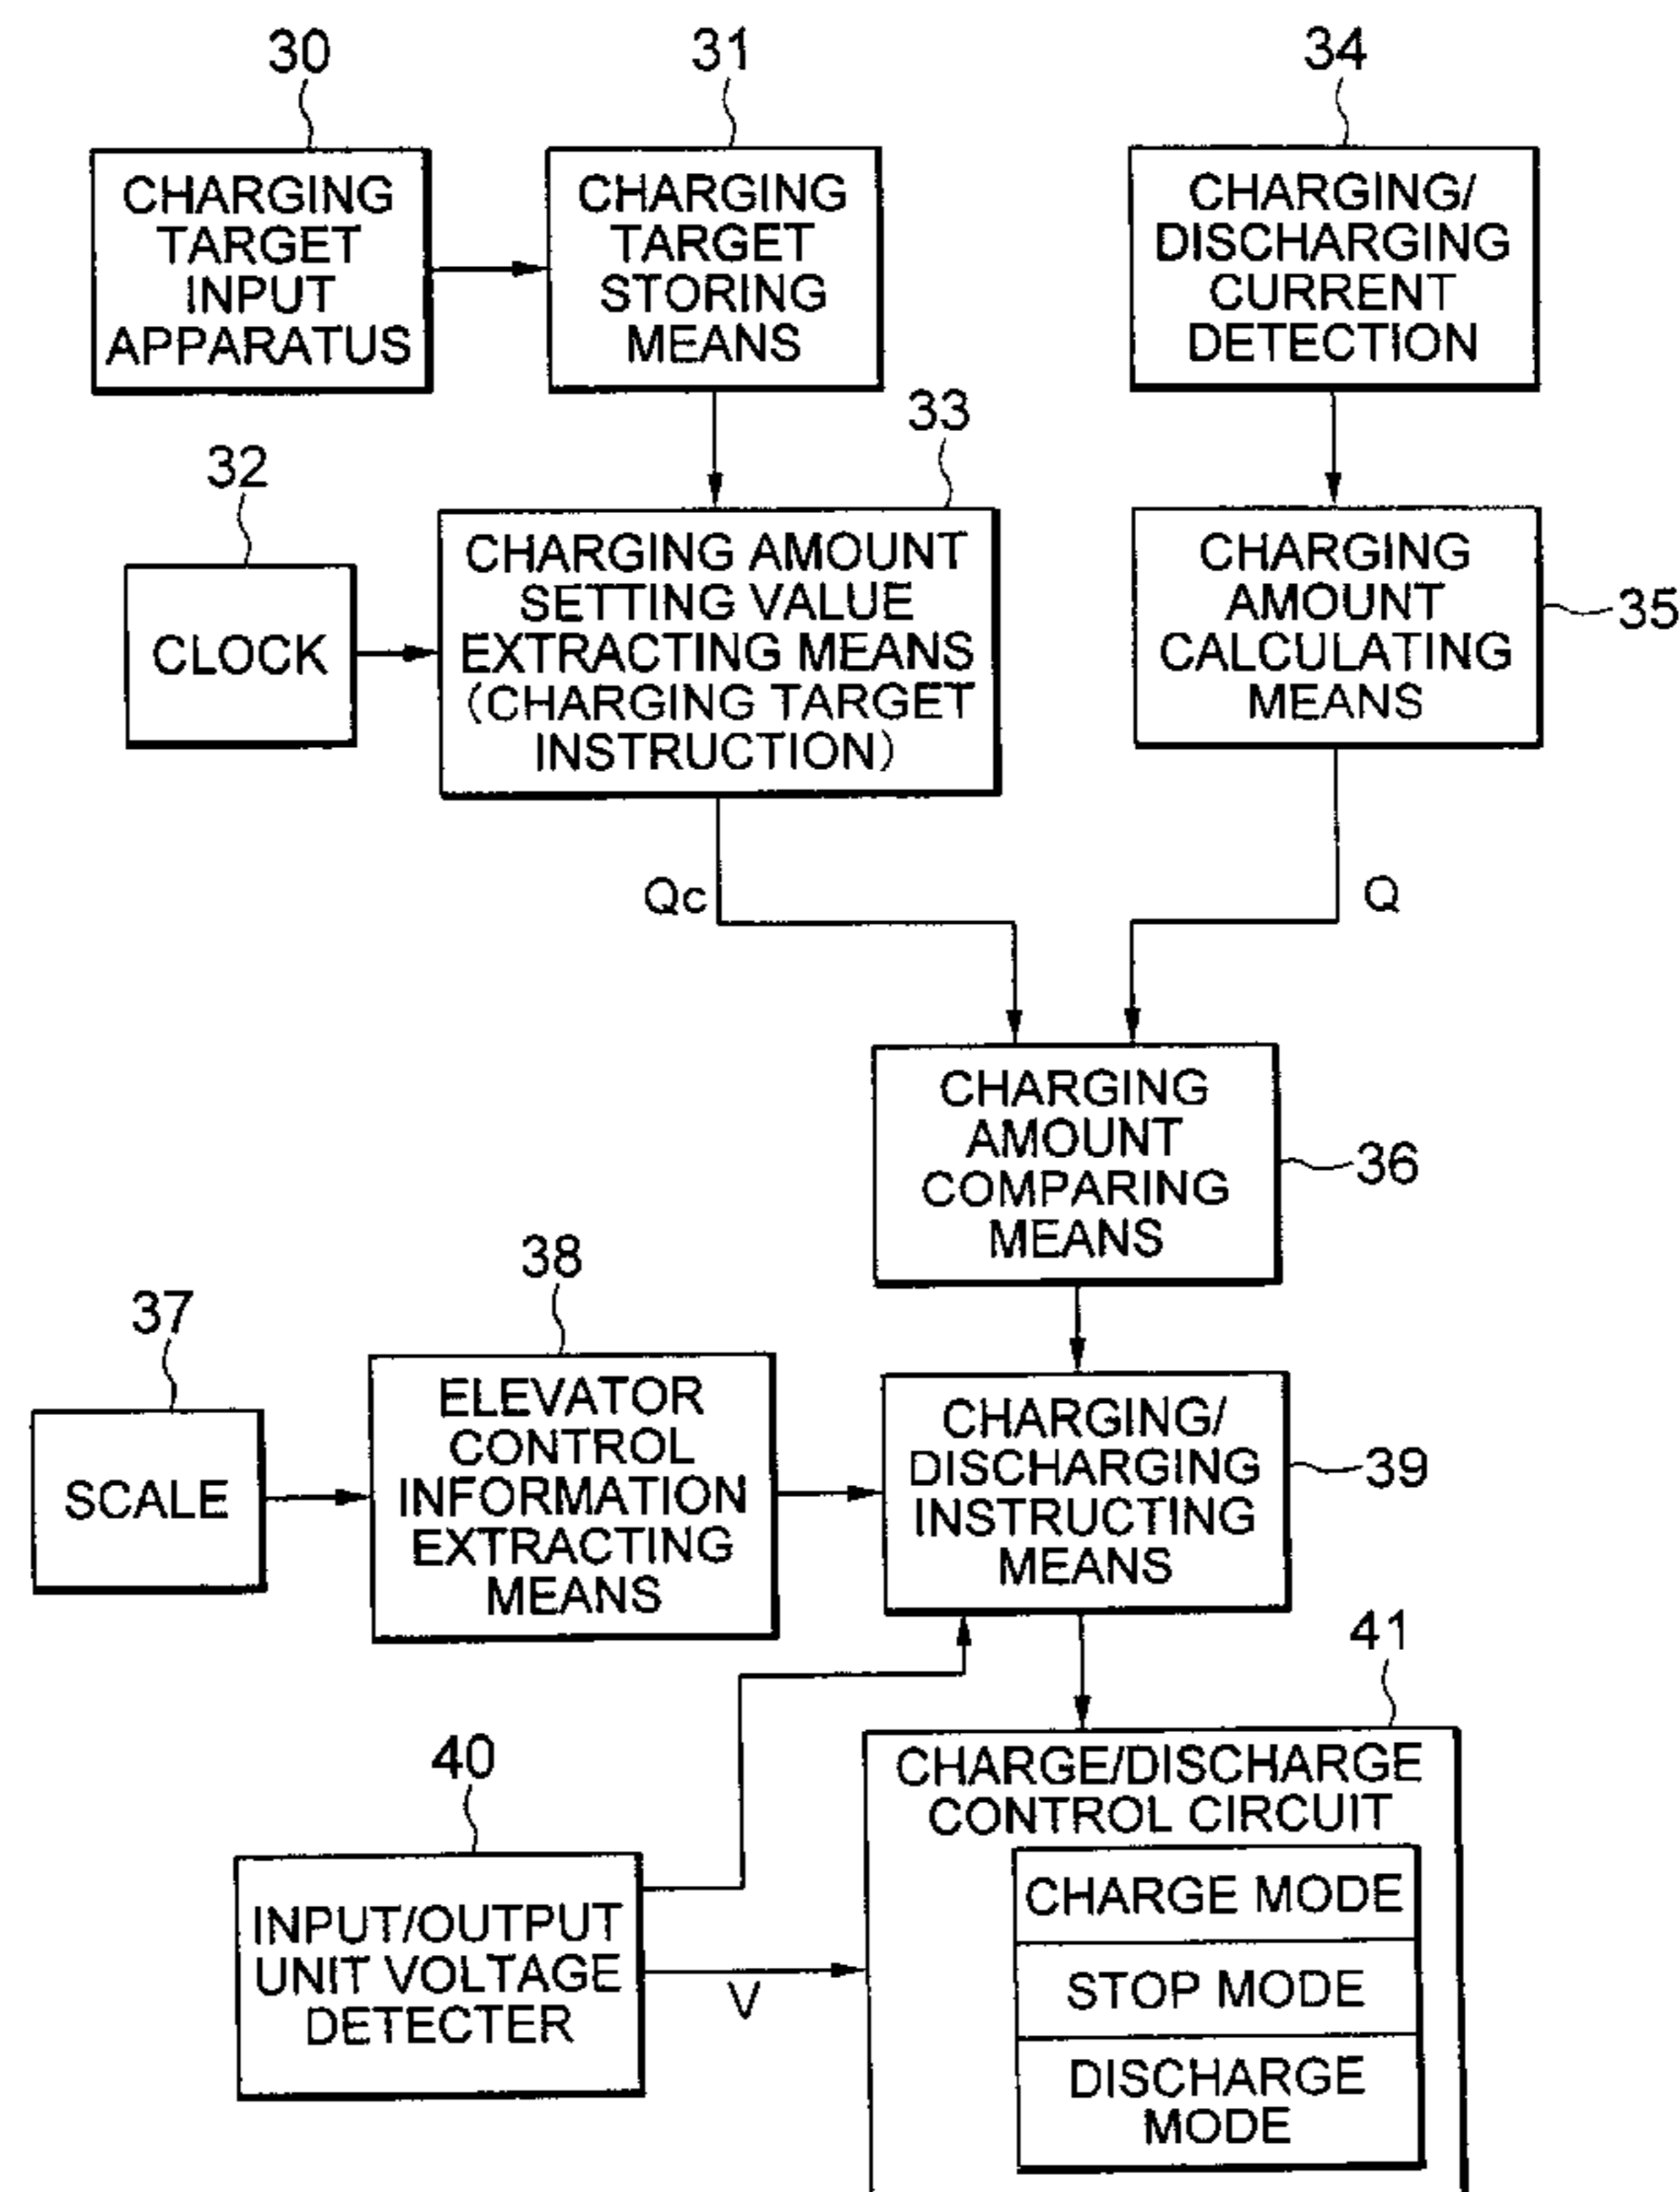 30
31
34
CHARGING
TARGET
INPUT
APPARATUS
CHARGING
TARGET
STORING
MEANS
CHARGING/
DISCHARGING
CURRENT
DETECTION
32
33
CLOCK
CHARGING AMOUNT
SETTING VALUE
EXTRACTING MEANS
(CHARGING TARGET
INSTRUCTION)
CHARGING
AMOUNT
CALCULATING
MEANS
35
Qc
Q
CHARGING
AMOUNT
COMPARING
MEANS
36
37
38
SCALE
ELEVATOR
CONTROL
INFORMATION
EXTRACTING
MEANS
CHARGING/
DISCHARGING
INSTRUCTING
MEANS
39
40
41
INPUT/OUTPUT
UNIT VOLTAGE
DETECTER
V
CHARGE/DISCHARGE
CONTROL CIRCUIT
CHARGE MODE
STOP MODE
DISCHARGE
MODE